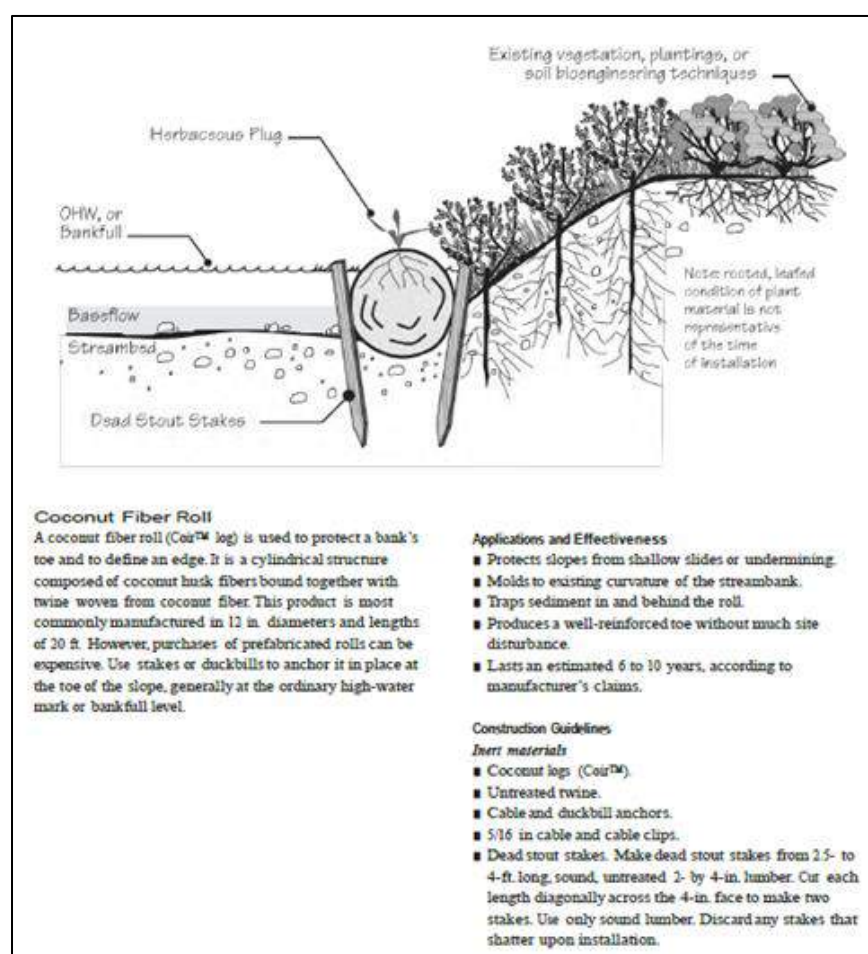 Existing vegetation, plantings, or
soil bioengineering techniques
Herbaceous Plug
OHW, or
Bankfull
Note: rooted, leafed
condition of plant
material is not
representative
of the time
of installation
Baseflow
Streambed
Dead Stout Stakes
Coconut Fiber Roll
A coconut fiber roll (Coir™ log) is used to protect a bank's
toe and to define an edge. It is a cylindrical structure
composed of coconut husk fibers bound together with
twine woven from coconut fiber. This product is most
commonly manufactured in 12 in. diameters and lengths
of 20 ft. However, purchases of prefabricated rolls can be
expensive. Use stakes or duckbills to anchor it in place at
the toe of the slope, generally at the ordinary high-water
mark or bankfull level.
Applications and Effectiveness
■ Protects slopes from shallow slides or undermining.
■ Molds to existing curvature of the streambank.
■ Traps sediment in and behind the roll.
■ Produces a well-reinforced toe without much site
disturbance.
■ Lasts an estimated 6 to 10 years, according to
manufacturer's claims.
Construction Guidelines
Inert materials
■ Coconut logs (Coir™).
■ Untreated twine.
■ Cable and duckbill anchors.
■ 5/16 in cable and cable clips.
■ Dead stout stakes. Make dead stout stakes from 2.5- to
4-ft. long, sound, untreated 2- by 4-in. lumber. Cut each
length diagonally across the 4-in. face to make two
stakes. Use only sound lumber. Discard any stakes that
shatter upon installation.